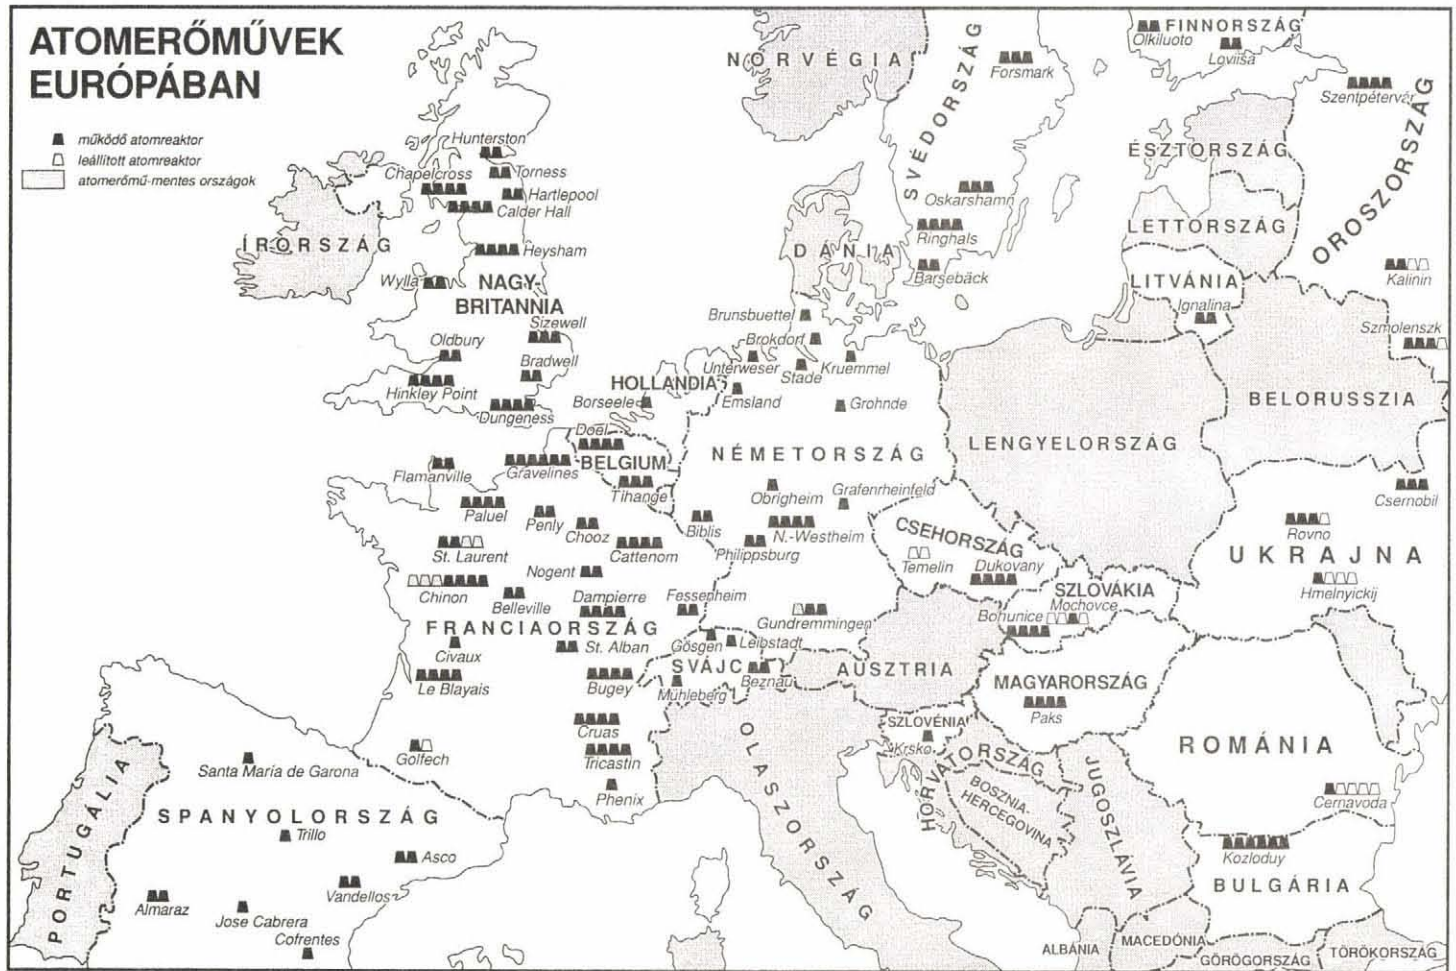 ATOMERŐMŰVEK
EURÓPÁBAN
működő atomreaktor
leállított atomreaktor
atomerőmű-mentes országok
NORVÉGIA
SVÉDORSZÁG
Forsmark
Oskarshamn
Ringhals
Barsebäck
FINNORSZÁG
Olkiluoto
Loviisa
Szentpétervár
OROSZORSZÁG
Kalinin
Szmolenszk
ÉSZTORSZÁG
LETTORSZÁG
LITVÁNIA
Ignalina
BELORUSSZIA
ÍRORSZÁG
Hunterston
Torness
Chapelcross
Hartlepool
Calder Hall
Heysham
Wylla
NAGY-
BRITANNIA
Sizewell
Oldbury
Bradwell
Hinkley Point
Dungeness
DÁNIA
Brunsbuettel
Brokdorf
Unterweser
Stade
Kruemmel
Emsland
Grohnde
HOLLANDIA
Borseele
Doel
BELGIUM
Tihange
NÉMETORSZÁG
Obrigheim
Grafenrheinfeld
Biblis
N.-Westheim
Philippsburg
Gundremmingen
LENGYELORSZÁG
Csernobil
Rovno
UKRAJNA
Hmelnyickij
CSEHORSZÁG
Temelin
Dukovany
SZLOVÁKIA
Mochovce
Bohunice
Flamanville
Gravelines
Paluel
Penly
Chooz
Cattenom
St. Laurent
Nogent
Chinon
Belleville
Dampierre
Fessenheim
FRANCIAORSZÁG
Civaux
St. Alban
Le Blayais
Bugey
Cruas
Golfech
Tricastin
Phenix
Gösgen
Leibstadt
SVÁJC
Beznau
Mühleberg
AUSZTRIA
MAGYARORSZÁG
Paks
SZLOVÉNIA
Krsko
HORVÁTORSZÁG
BOSZNIA-
HERCEGOVINA
JUGOSZLÁVIA
ROMÁNIA
Cernavoda
Kozloduy
BULGÁRIA
OLASZORSZÁG
PORTUGÁLIA
Santa María de Garona
SPANYOLORSZÁG
Trillo
Asco
Vandellos
Almaraz
Jose Cabrera
Cofrentes
ALBÁNIA
MACEDÓNIA
GÖRÖGORSZÁG
TÖRÖKORSZÁG